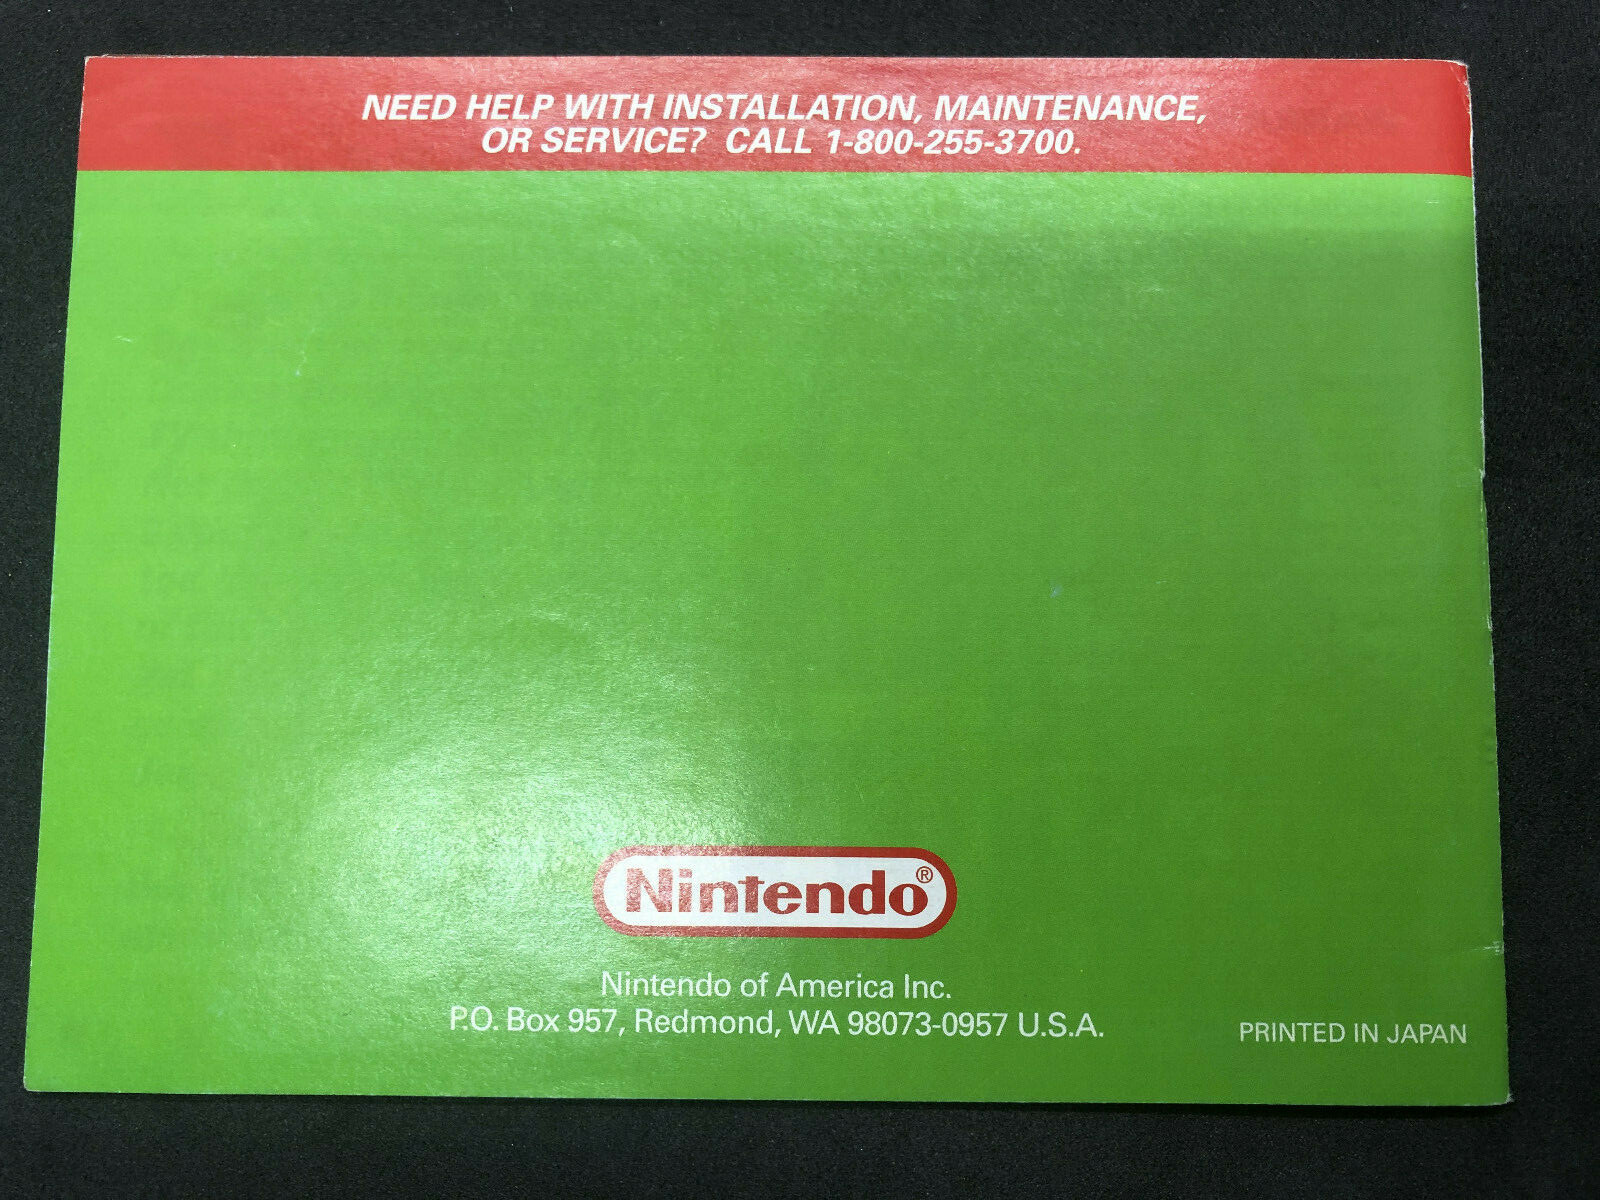 NEED HELP WITH INSTALLATION, MAINTENANCE,
OR SERVICE? CALL 1-800-255-3700.
Nintendo®
Nintendo of America Inc.
P.O. Box 957, Redmond, WA 98073-0957 U.S.A.
PRINTED IN JAPAN